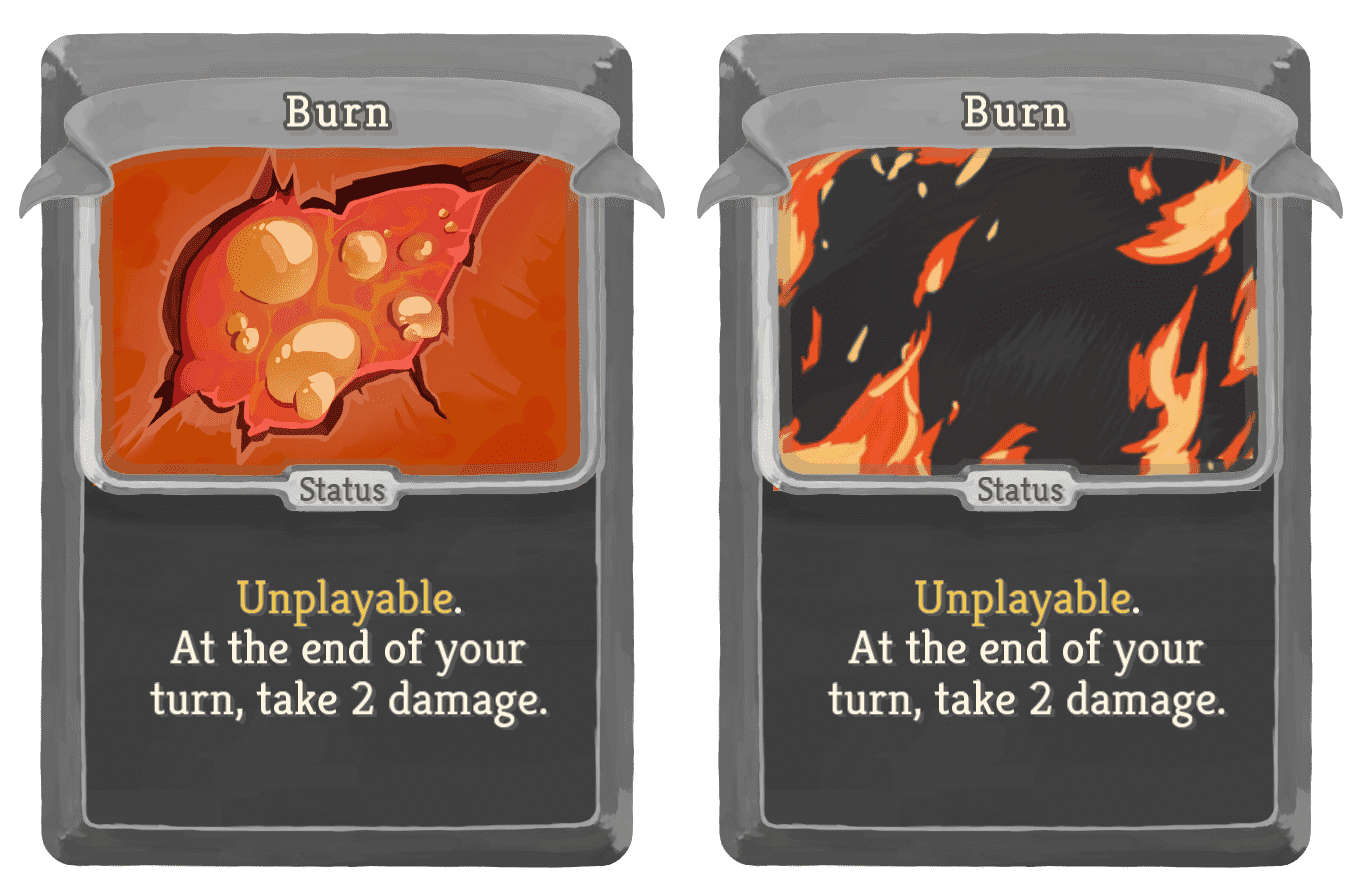 Burn
Status
Unplayable.
At the end of your
turn, take 2 damage.
Burn
Status
Unplayable.
At the end of your
turn, take 2 damage.